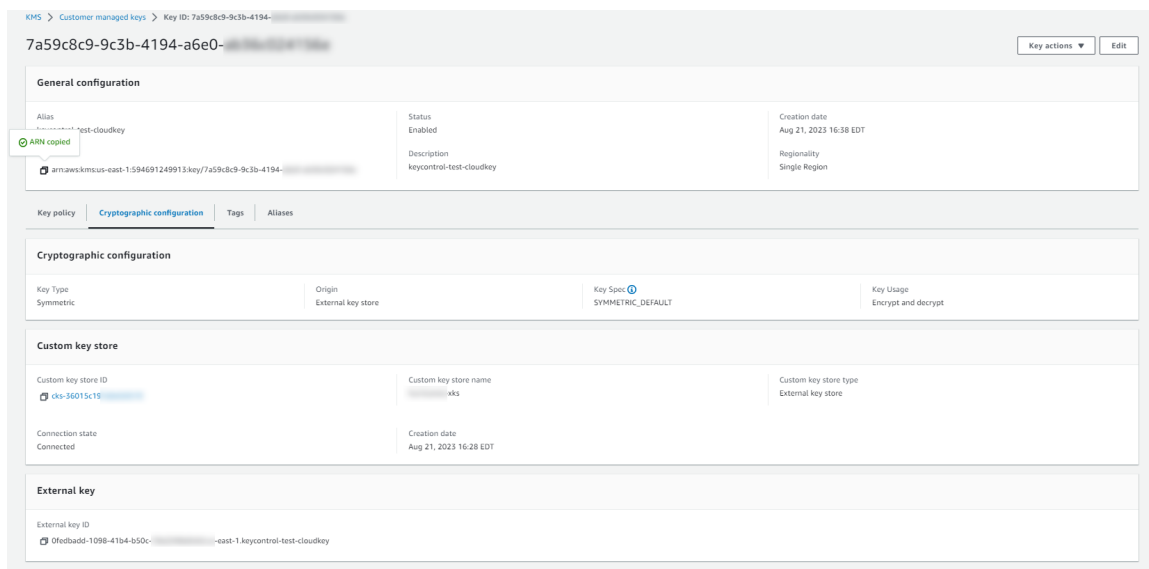 KMS > Customer managed keys > Key ID: 7a59c8c9-9c3b-4194-
7a59c8c9-9c3b-4194-a6e0-
Key actions ▼ Edit
General configuration
Alias Status Creation date
test-cloudkey Enabled Aug 21, 2023 16:38 EDT
ARN copied
Description Regionality
keycontrol-test-cloudkey Single Region
arn:aws:kms:us-east-1:594691249913:key/7a59c8c9-9c3b-4194-
Key policy Cryptographic configuration Tags Aliases
Cryptographic configuration
Key Type Origin Key Spec Key Usage
Symmetric External key store SYMMETRIC_DEFAULT Encrypt and decrypt
Custom key store
Custom key store ID Custom key store name Custom key store type
cks-36015c19 -xks External key store
Connection state Creation date
Connected Aug 21, 2023 16:28 EDT
External key
External key ID
0fedbadd-1098-41b4-b50c- -east-1.keycontrol-test-cloudkey